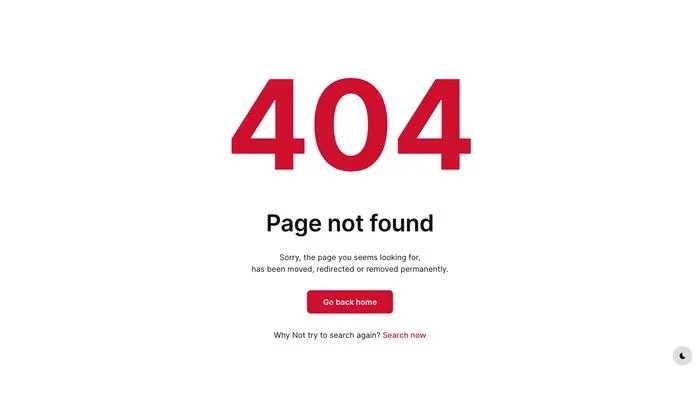 404
Page not found
Sorry, the page you seems looking for,
has been moved, redirected or removed permanently.
Go back home
Why Not try to search again? Search now